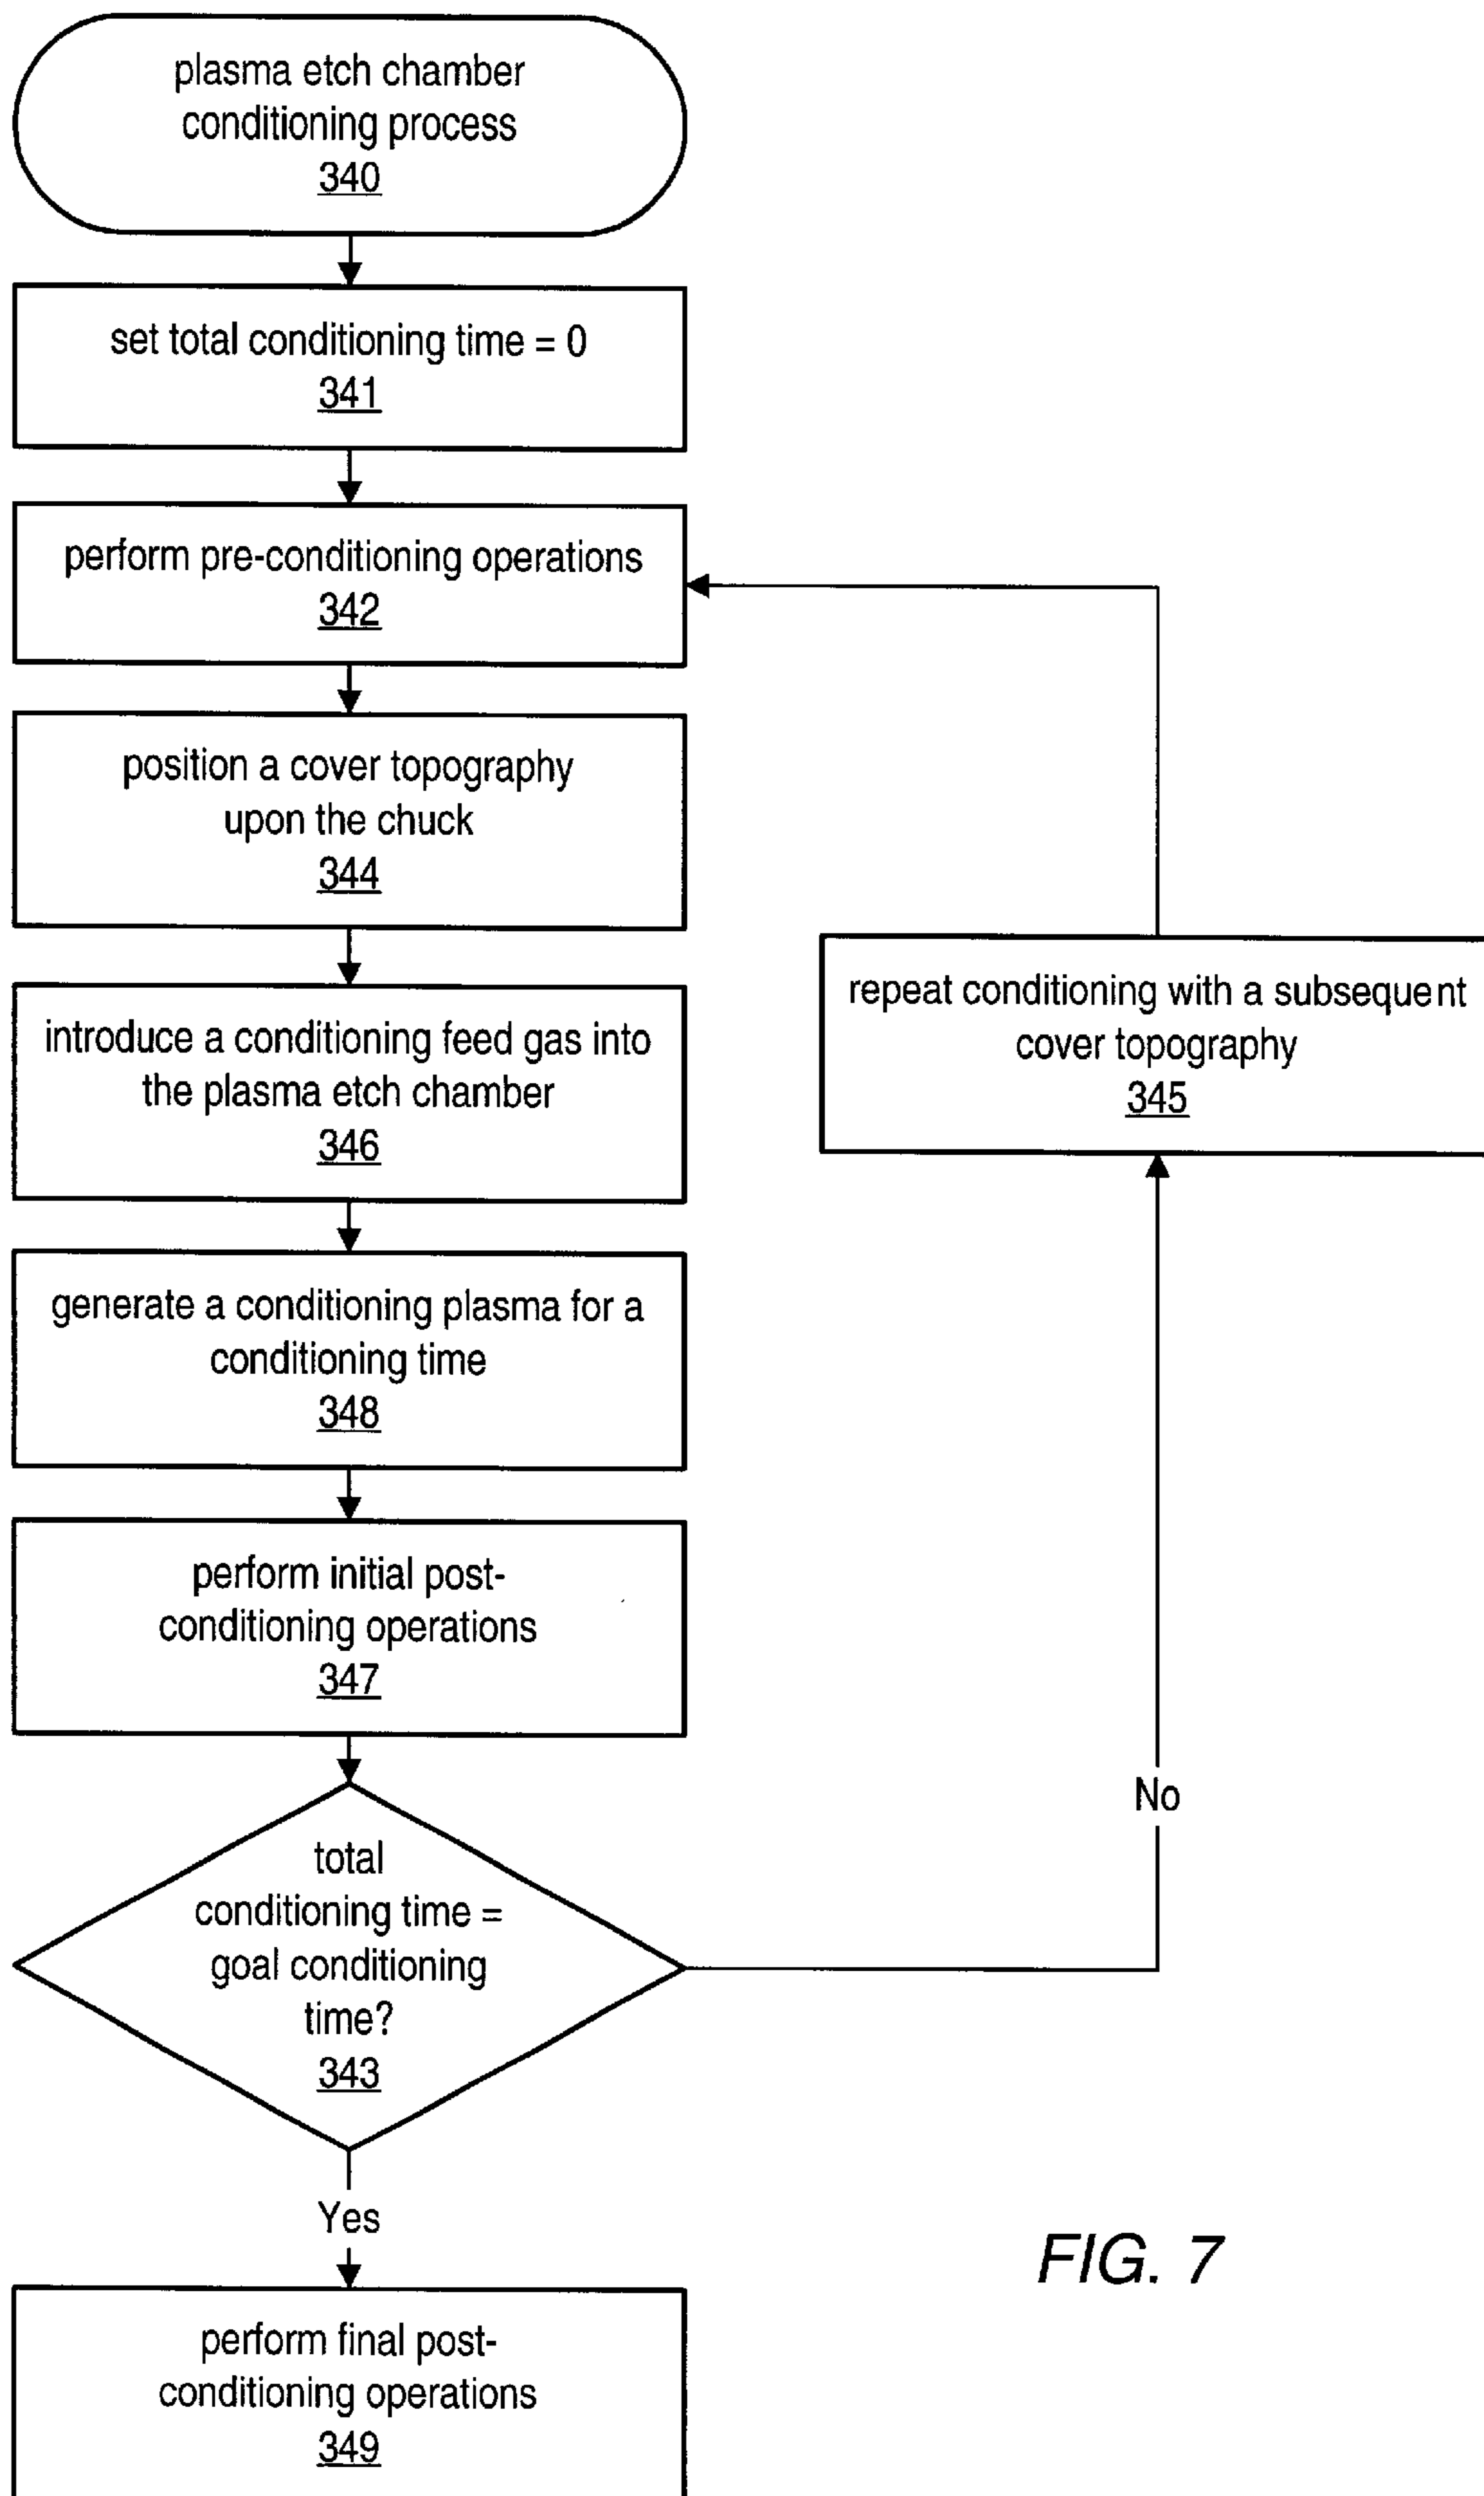 plasma etch chamber
conditioning process
340
set total conditioning time = 0
341
perform pre-conditioning operations
342
position a cover topography
upon the chuck
344
introduce a conditioning feed gas into
the plasma etch chamber
346
repeat conditioning with a subsequent
cover topography
345
generate a conditioning plasma for a
conditioning time
348
perform initial post-
conditioning operations
347
No
total
conditioning time =
goal conditioning
time?
343
Yes
FIG. 7
perform final post-
conditioning operations
349